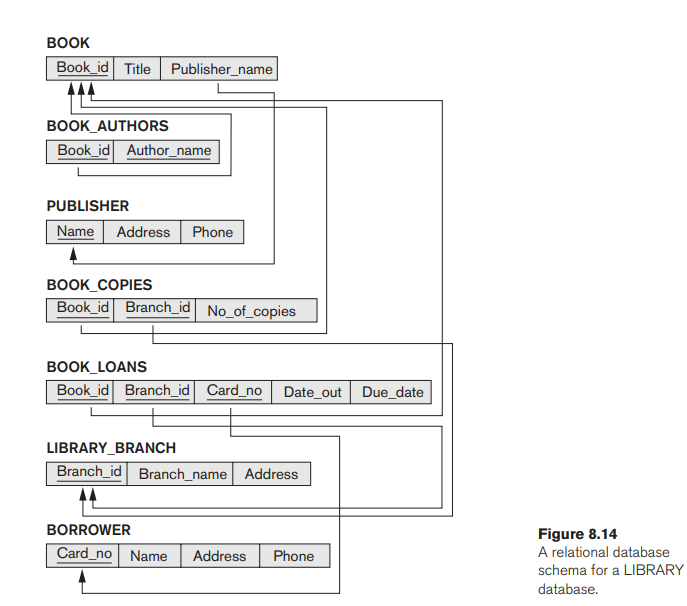 BOOK
Book_id Title Publisher_name
BOOK_AUTHORS
Book_id Author_name
PUBLISHER
Name Address Phone
BOOK_COPIES
Book_id Branch_id No_of_copies
BOOK_LOANS
Book_id Branch_id Card_no Date_out Due_date
LIBRARY_BRANCH
Branch_id Branch_name Address
BORROWER
Card_no Name Address Phone
Figure 8.14
A relational database
schema for a LIBRARY
database.